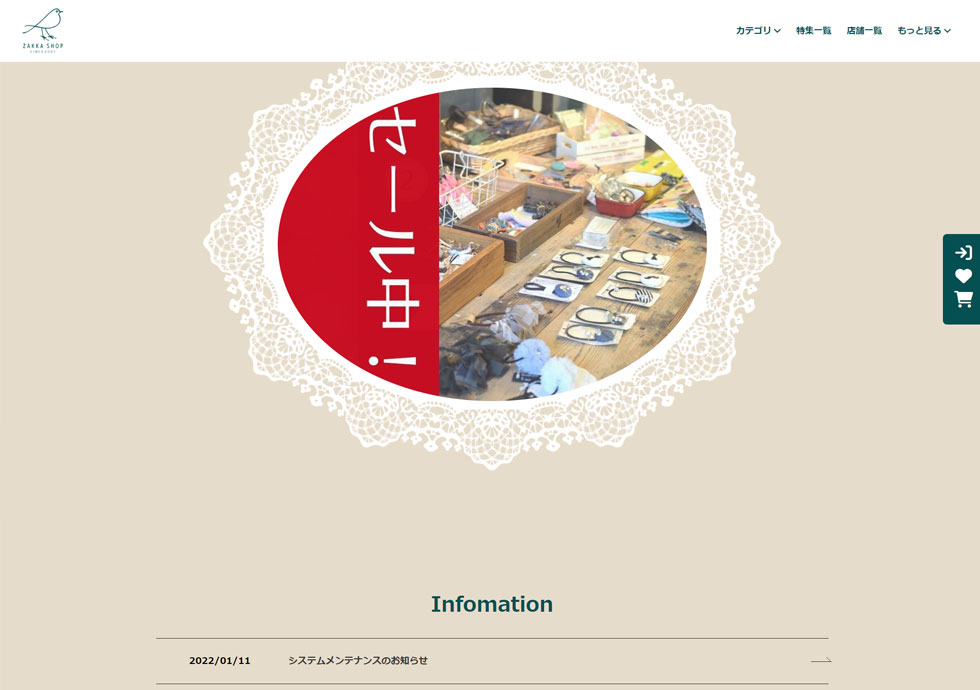 ZAKKA SHOP
カテゴリ
特集一覧
店舗一覧
もっと見る
セール中！
Infomation
2022/01/11 システムメンテナンスのお知らせ